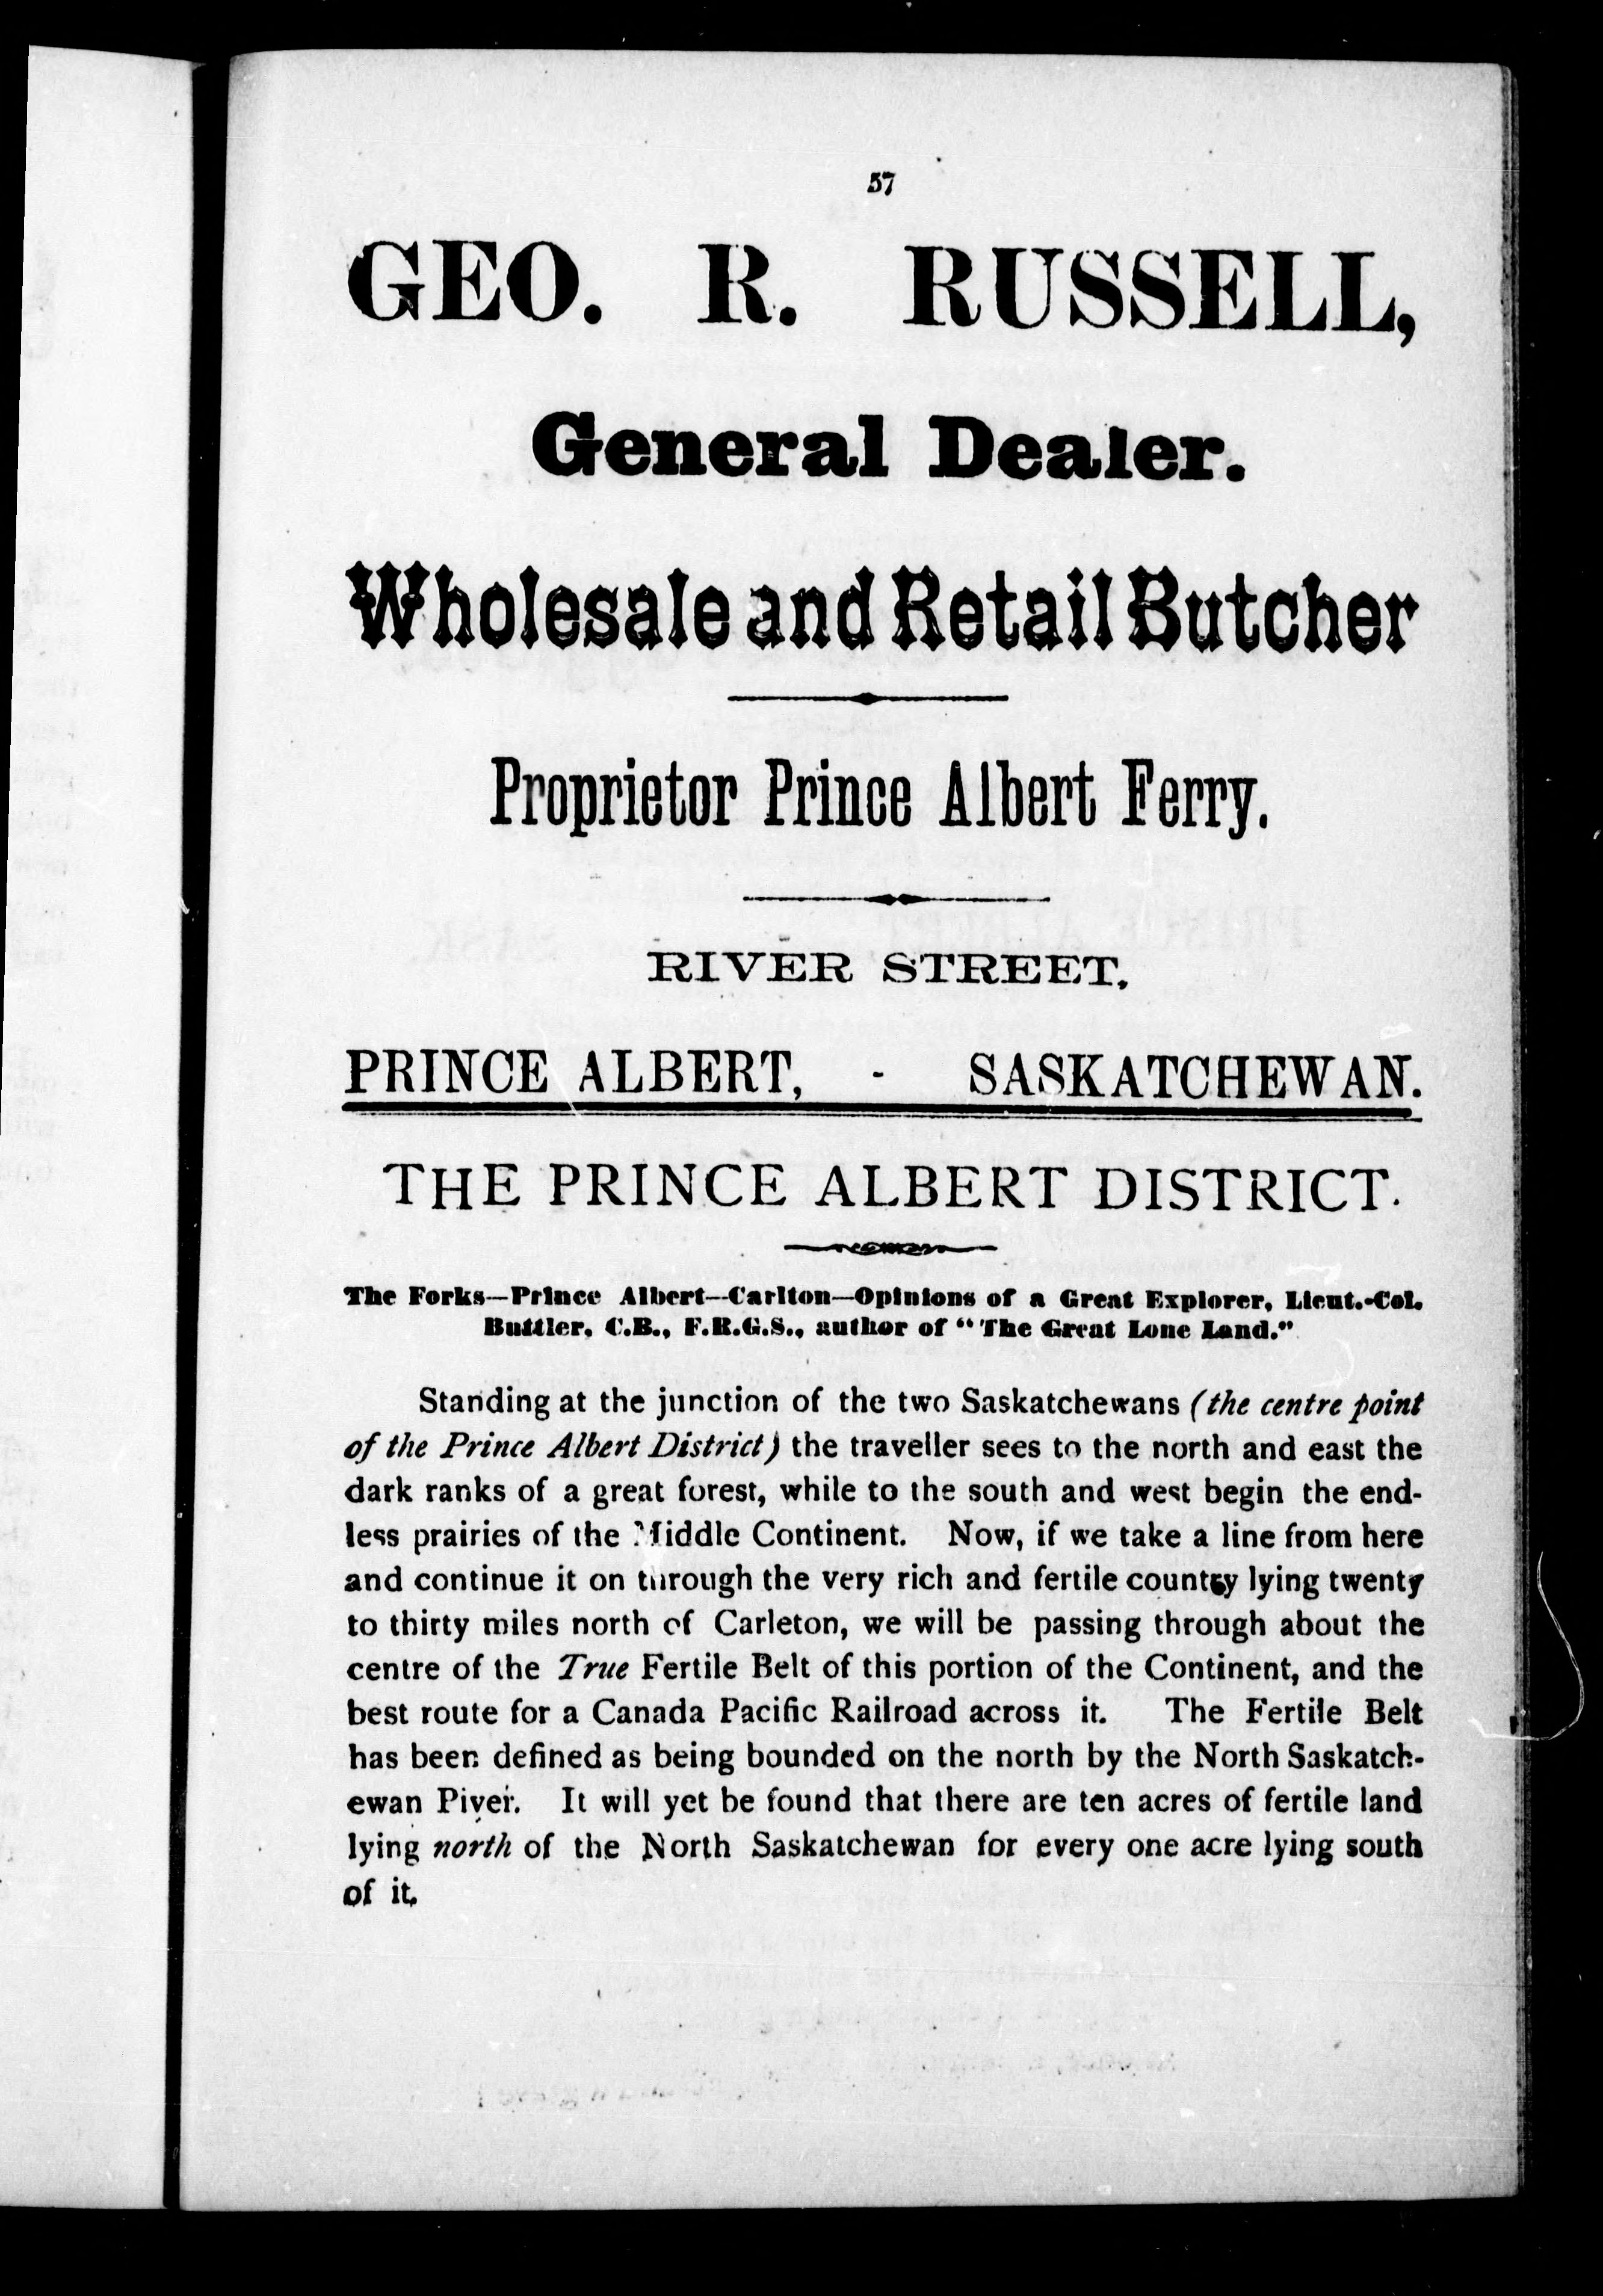 57
GEO. R. RUSSELL,
General Dealer.
Wholesale and Retail Butcher
Proprietor Prince Albert Ferry.
RIVER STREET,
PRINCE ALBERT, - SASKATCHEWAN.
THE PRINCE ALBERT DISTRICT.
The Forks—Prince Albert—Carlton—Opinions of a Great Explorer, Lieut.-Col.
Buttler, C.B., F.R.G.S., author of "The Great Lone Land."
Standing at the junction of the two Saskatchewans (the centre point
of the Prince Albert District) the traveller sees to the north and east the
dark ranks of a great forest, while to the south and west begin the end-
less prairies of the Middle Continent. Now, if we take a line from here
and continue it on through the very rich and fertile country lying twenty
to thirty miles north of Carleton, we will be passing through about the
centre of the True Fertile Belt of this portion of the Continent, and the
best route for a Canada Pacific Railroad across it. The Fertile Belt
has been defined as being bounded on the north by the North Saskatch-
ewan Piver. It will yet be found that there are ten acres of fertile land
lying north of the North Saskatchewan for every one acre lying south
of it.